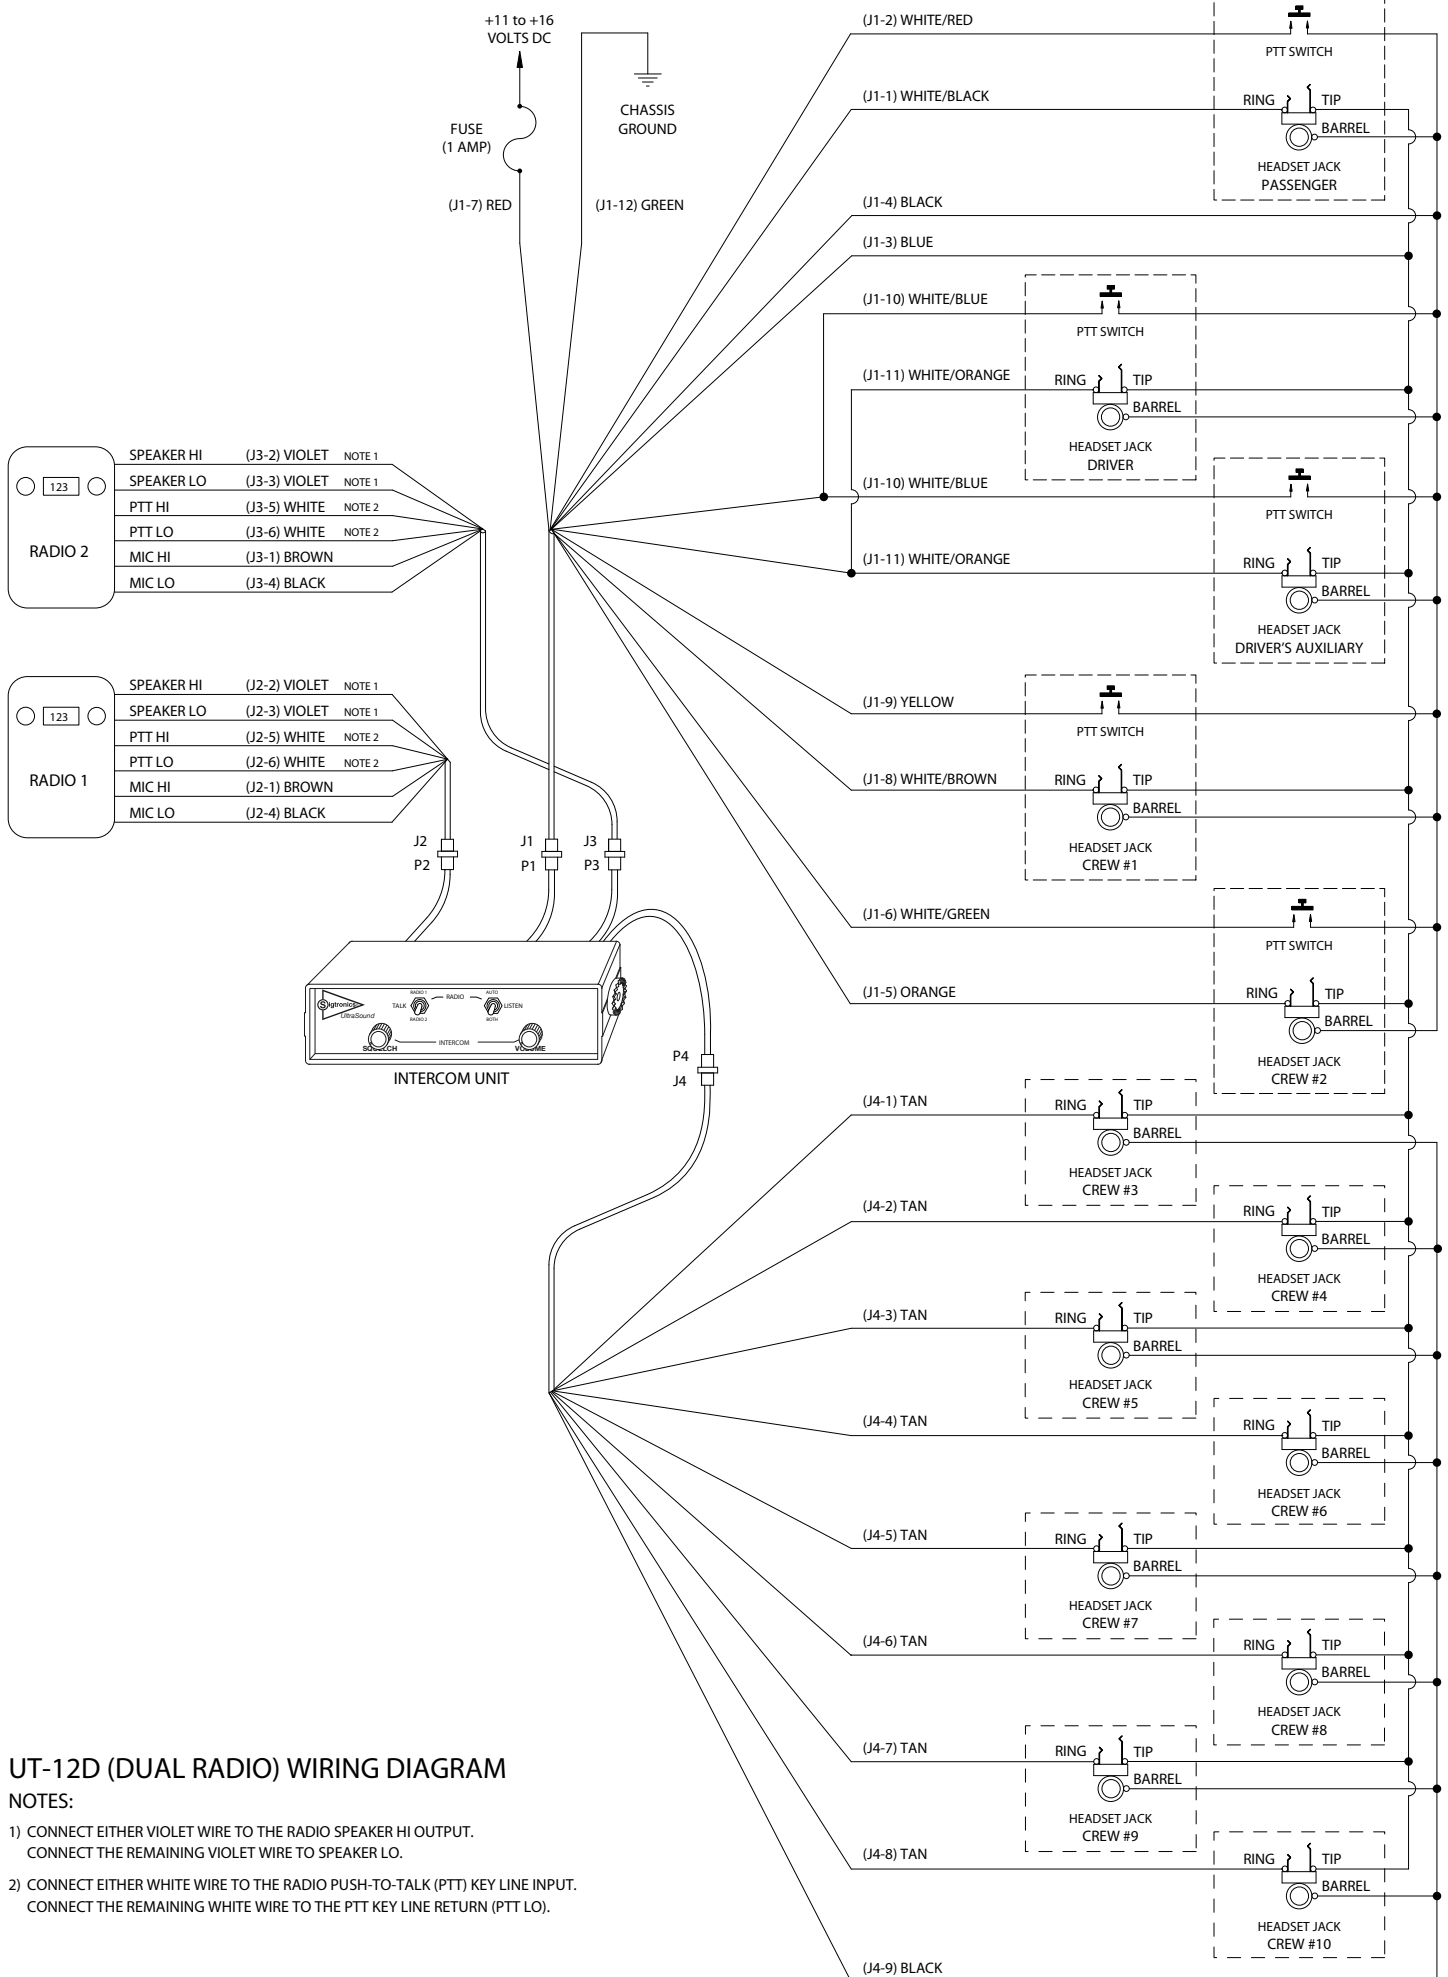 +11 to +16
VOLTS DC
FUSE
(1 AMP)
CHASSIS
GROUND
(J1-7) RED
(J1-12) GREEN
(J1-2) WHITE/RED
PTT SWITCH
(J1-1) WHITE/BLACK
RING
TIP
BARREL
HEADSET JACK
PASSENGER
(J1-4) BLACK
(J1-3) BLUE
(J1-10) WHITE/BLUE
PTT SWITCH
(J1-11) WHITE/ORANGE
RING
TIP
BARREL
HEADSET JACK
DRIVER
(J1-10) WHITE/BLUE
PTT SWITCH
(J1-11) WHITE/ORANGE
RING
TIP
BARREL
HEADSET JACK
DRIVER'S AUXILIARY
123
RADIO 2
SPEAKER HI (J3-2) VIOLET NOTE 1
SPEAKER LO (J3-3) VIOLET NOTE 1
PTT HI (J3-5) WHITE NOTE 2
PTT LO (J3-6) WHITE NOTE 2
MIC HI (J3-1) BROWN
MIC LO (J3-4) BLACK
123
RADIO 1
SPEAKER HI (J2-2) VIOLET NOTE 1
SPEAKER LO (J2-3) VIOLET NOTE 1
PTT HI (J2-5) WHITE NOTE 2
PTT LO (J2-6) WHITE NOTE 2
MIC HI (J2-1) BROWN
MIC LO (J2-4) BLACK
J2
P2
J1
P1
J3
P3
(J1-9) YELLOW
PTT SWITCH
(J1-8) WHITE/BROWN
RING
TIP
BARREL
HEADSET JACK
CREW #1
(J1-6) WHITE/GREEN
PTT SWITCH
(J1-5) ORANGE
RING
TIP
BARREL
HEADSET JACK
CREW #2
Sigtronics
UltraSound
TALK
RADIO 1
RADIO 2
RADIO
AUTO
BOTH
LISTEN
SQUELCH
INTERCOM
VOLUME
INTERCOM UNIT
P4
J4
(J4-1) TAN
RING
TIP
BARREL
HEADSET JACK
CREW #3
(J4-2) TAN
RING
TIP
BARREL
HEADSET JACK
CREW #4
(J4-3) TAN
RING
TIP
BARREL
HEADSET JACK
CREW #5
(J4-4) TAN
RING
TIP
BARREL
HEADSET JACK
CREW #6
(J4-5) TAN
RING
TIP
BARREL
HEADSET JACK
CREW #7
(J4-6) TAN
RING
TIP
BARREL
HEADSET JACK
CREW #8
(J4-7) TAN
RING
TIP
BARREL
HEADSET JACK
CREW #9
(J4-8) TAN
RING
TIP
BARREL
HEADSET JACK
CREW #10
(J4-9) BLACK
UT-12D (DUAL RADIO) WIRING DIAGRAM
NOTES:
1) CONNECT EITHER VIOLET WIRE TO THE RADIO SPEAKER HI OUTPUT.
CONNECT THE REMAINING VIOLET WIRE TO SPEAKER LO.
2) CONNECT EITHER WHITE WIRE TO THE RADIO PUSH-TO-TALK (PTT) KEY LINE INPUT.
CONNECT THE REMAINING WHITE WIRE TO THE PTT KEY LINE RETURN (PTT LO).